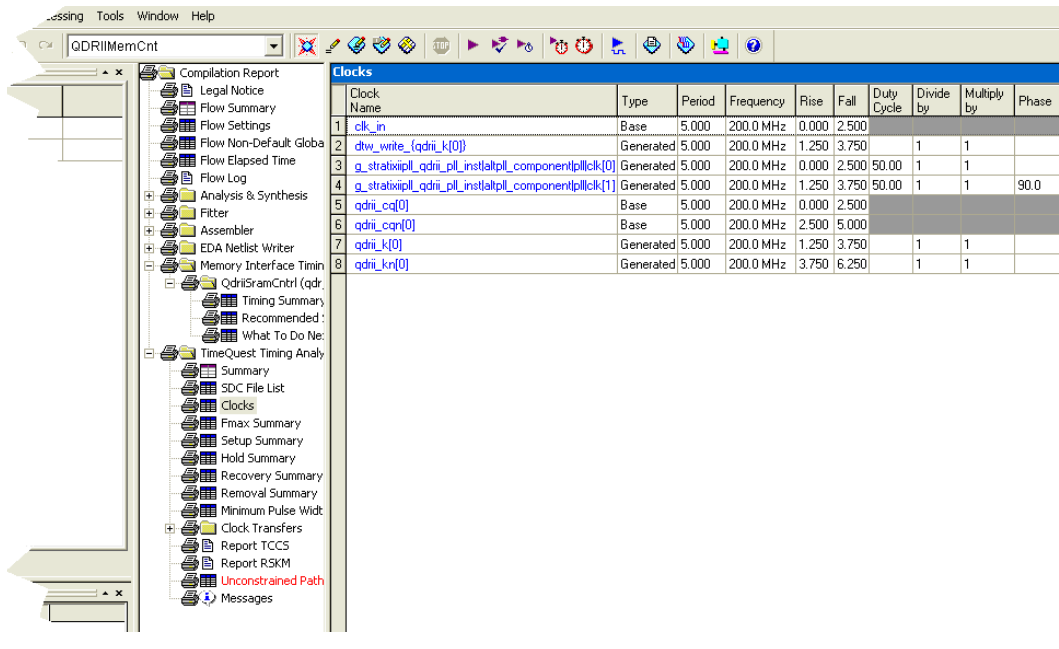 essing Tools Window Help
QDRIIMemCnt
STOP
Compilation Report
Legal Notice
Flow Summary
Flow Settings
Flow Non-Default Globa
Flow Elapsed Time
Flow Log
Analysis & Synthesis
Fitter
Assembler
EDA Netlist Writer
Memory Interface Timin
QdriiSramCntrl (qdr_
Timing Summary
Recommended S
What To Do Nex
TimeQuest Timing Analy
Summary
SDC File List
Clocks
Fmax Summary
Setup Summary
Hold Summary
Recovery Summary
Removal Summary
Minimum Pulse Widt
Clock Transfers
Report TCCS
Report RSKM
Unconstrained Path
Messages
Clocks
Clock Name Type Period Frequency Rise Fall Duty Cycle Divide by Multiply by Phase
1 clk_in Base 5.000 200.0 MHz 0.000 2.500
2 dtw_write_{qdrii_k[0]} Generated 5.000 200.0 MHz 1.250 3.750 1 1
3 g_stratixiipll_qdrii_pll_inst|altpll_component|pll|clk[0] Generated 5.000 200.0 MHz 0.000 2.500 50.00 1 1
4 g_stratixiipll_qdrii_pll_inst|altpll_component|pll|clk[1] Generated 5.000 200.0 MHz 1.250 3.750 50.00 1 1 90.0
5 qdrii_cq[0] Base 5.000 200.0 MHz 0.000 2.500
6 qdrii_cqn[0] Base 5.000 200.0 MHz 2.500 5.000
7 qdrii_k[0] Generated 5.000 200.0 MHz 1.250 3.750 1 1
8 qdrii_kn[0] Generated 5.000 200.0 MHz 3.750 6.250 1 1